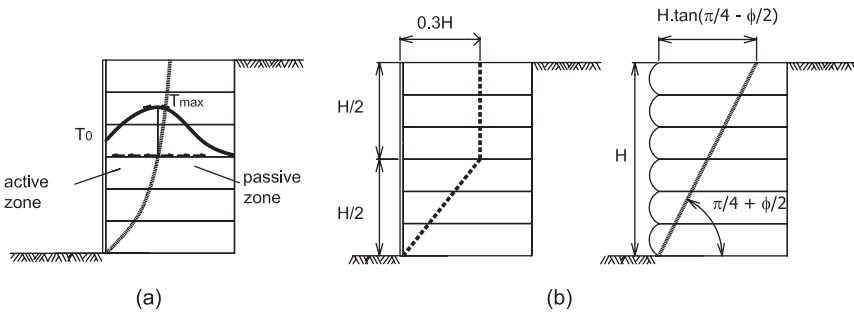 T₀
Tmax
active
zone
passive
zone
(a)
0.3H
H/2
H/2
H.tan(π/4 - ϕ/2)
H
π/4 + ϕ/2
(b)